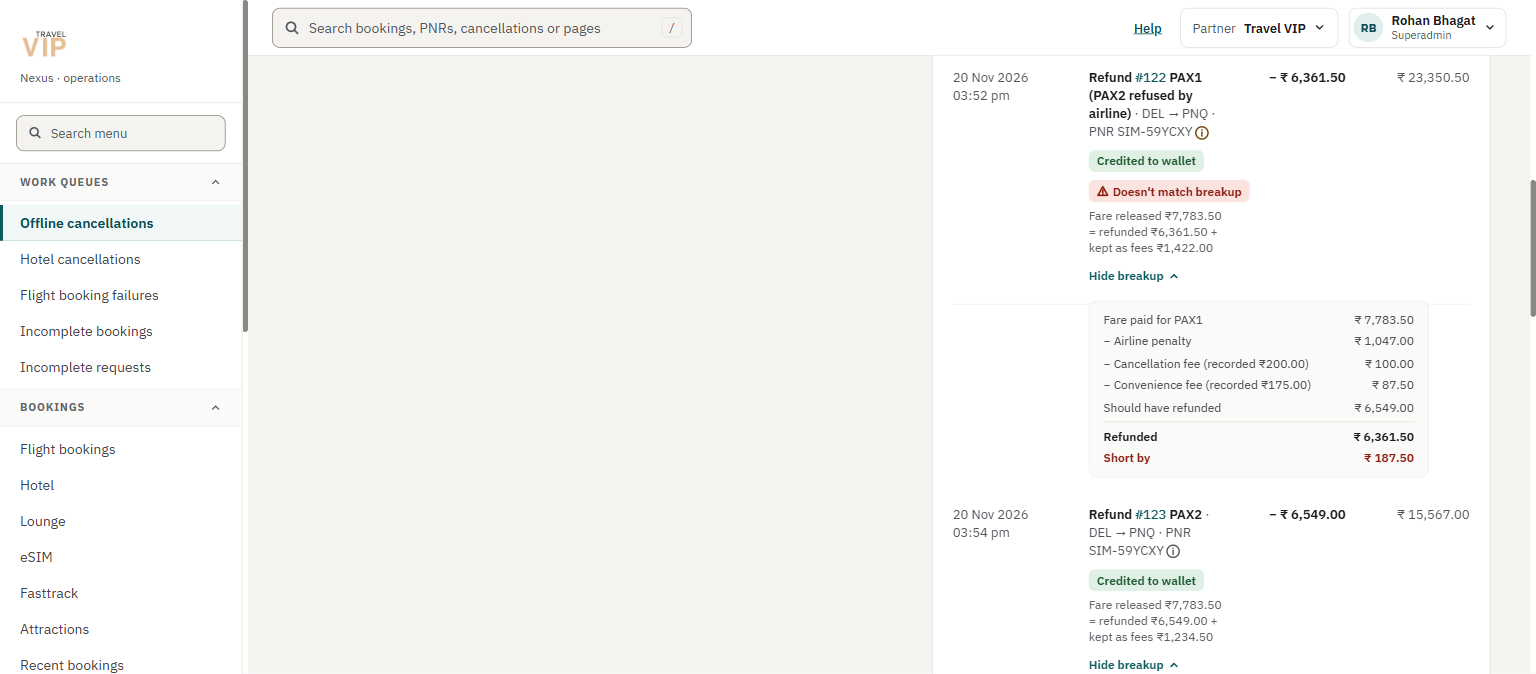 TRAVEL
VIP
Nexus · operations
Search menu
WORK QUEUES
Offline cancellations
Hotel cancellations
Flight booking failures
Incomplete bookings
Incomplete requests
BOOKINGS
Flight bookings
Hotel
Lounge
eSIM
Fasttrack
Attractions
Recent bookings
Search bookings, PNRs, cancellations or pages /
Help
Partner Travel VIP
RB
Rohan Bhagat
Superadmin
20 Nov 2026
03:52 pm
Refund #122 PAX1
(PAX2 refused by
airline) · DEL → PNQ ·
PNR SIM-59YCXY
− ₹ 6,361.50
₹ 23,350.50
Credited to wallet
Doesn't match breakup
Fare released ₹7,783.50
= refunded ₹6,361.50 +
kept as fees ₹1,422.00
Hide breakup
Fare paid for PAX1 ₹ 7,783.50
− Airline penalty ₹ 1,047.00
− Cancellation fee (recorded ₹200.00) ₹ 100.00
− Convenience fee (recorded ₹175.00) ₹ 87.50
Should have refunded ₹ 6,549.00
Refunded ₹ 6,361.50
Short by ₹ 187.50
20 Nov 2026
03:54 pm
Refund #123 PAX2 ·
DEL → PNQ · PNR
SIM-59YCXY
− ₹ 6,549.00
₹ 15,567.00
Credited to wallet
Fare released ₹7,783.50
= refunded ₹6,549.00 +
kept as fees ₹1,234.50
Hide breakup